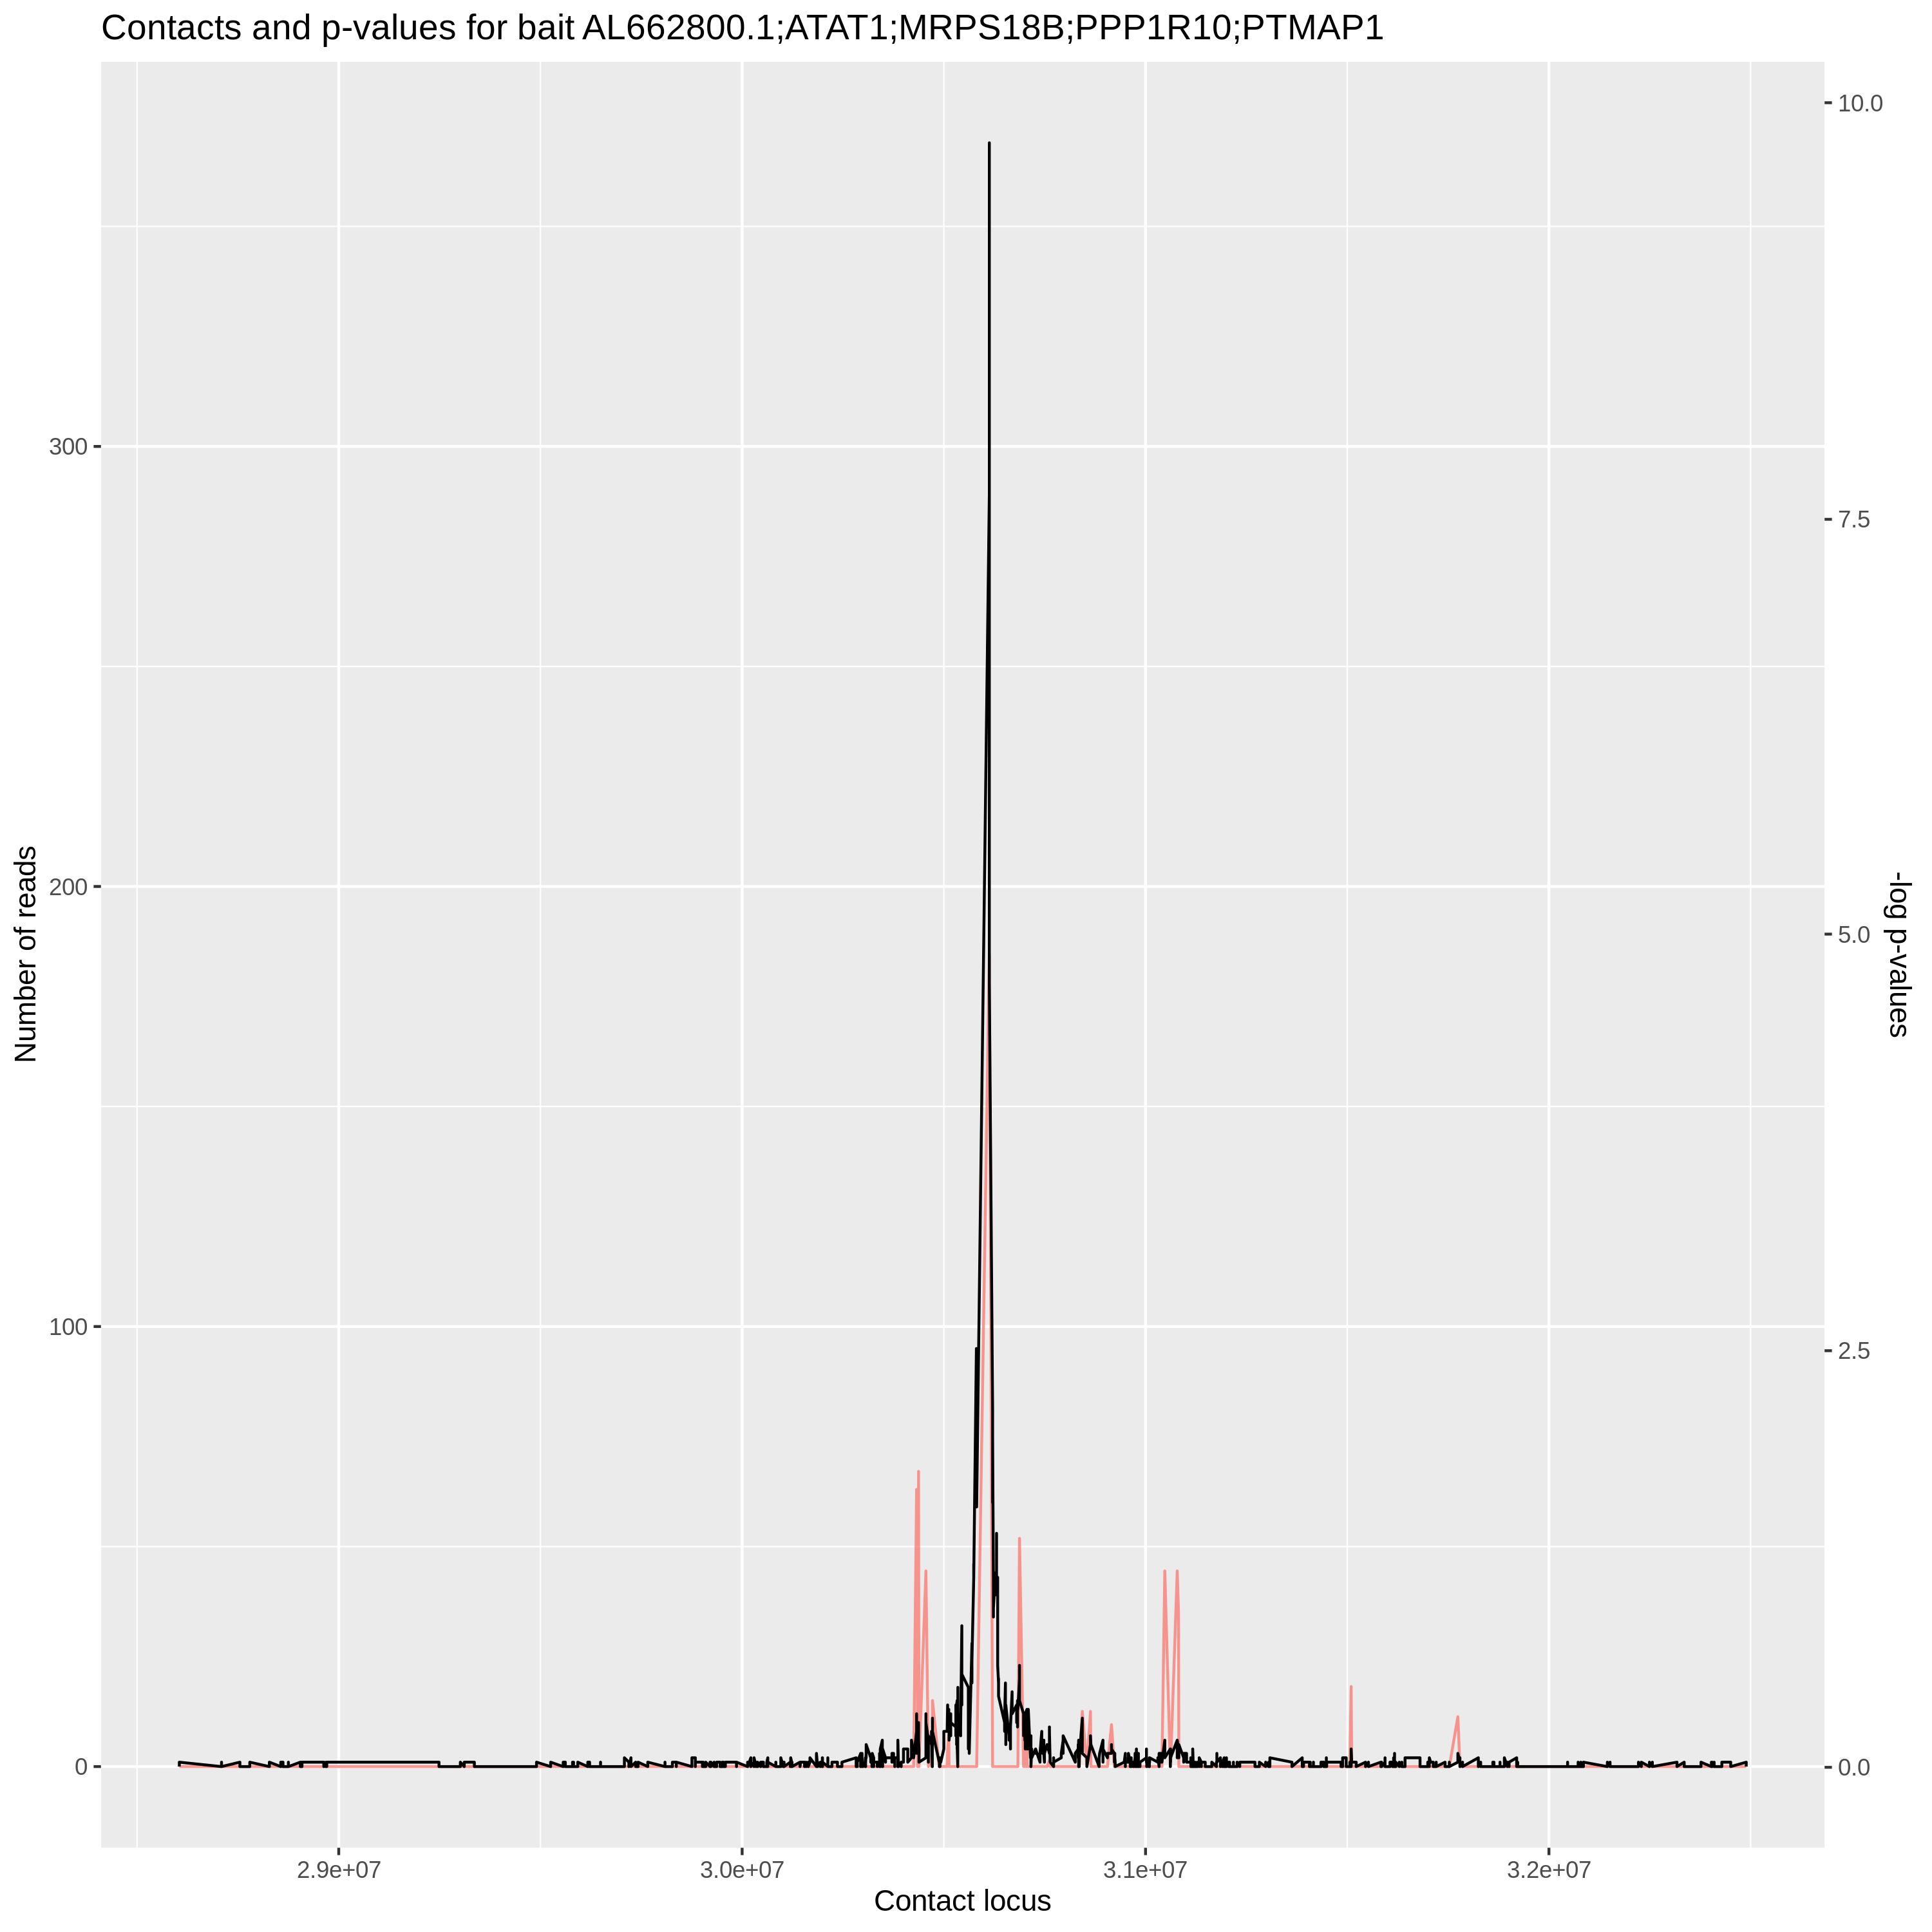 Contacts and p-values for bait AL662800.1;ATAT1;MRPS18B;PPP1R10;PTMAP1
10.0
300
7.5
Number of reads
200
5.0
-log p-values
100
2.5
0
0.0
2.9e+07
3.0e+07
3.1e+07
3.2e+07
Contact locus